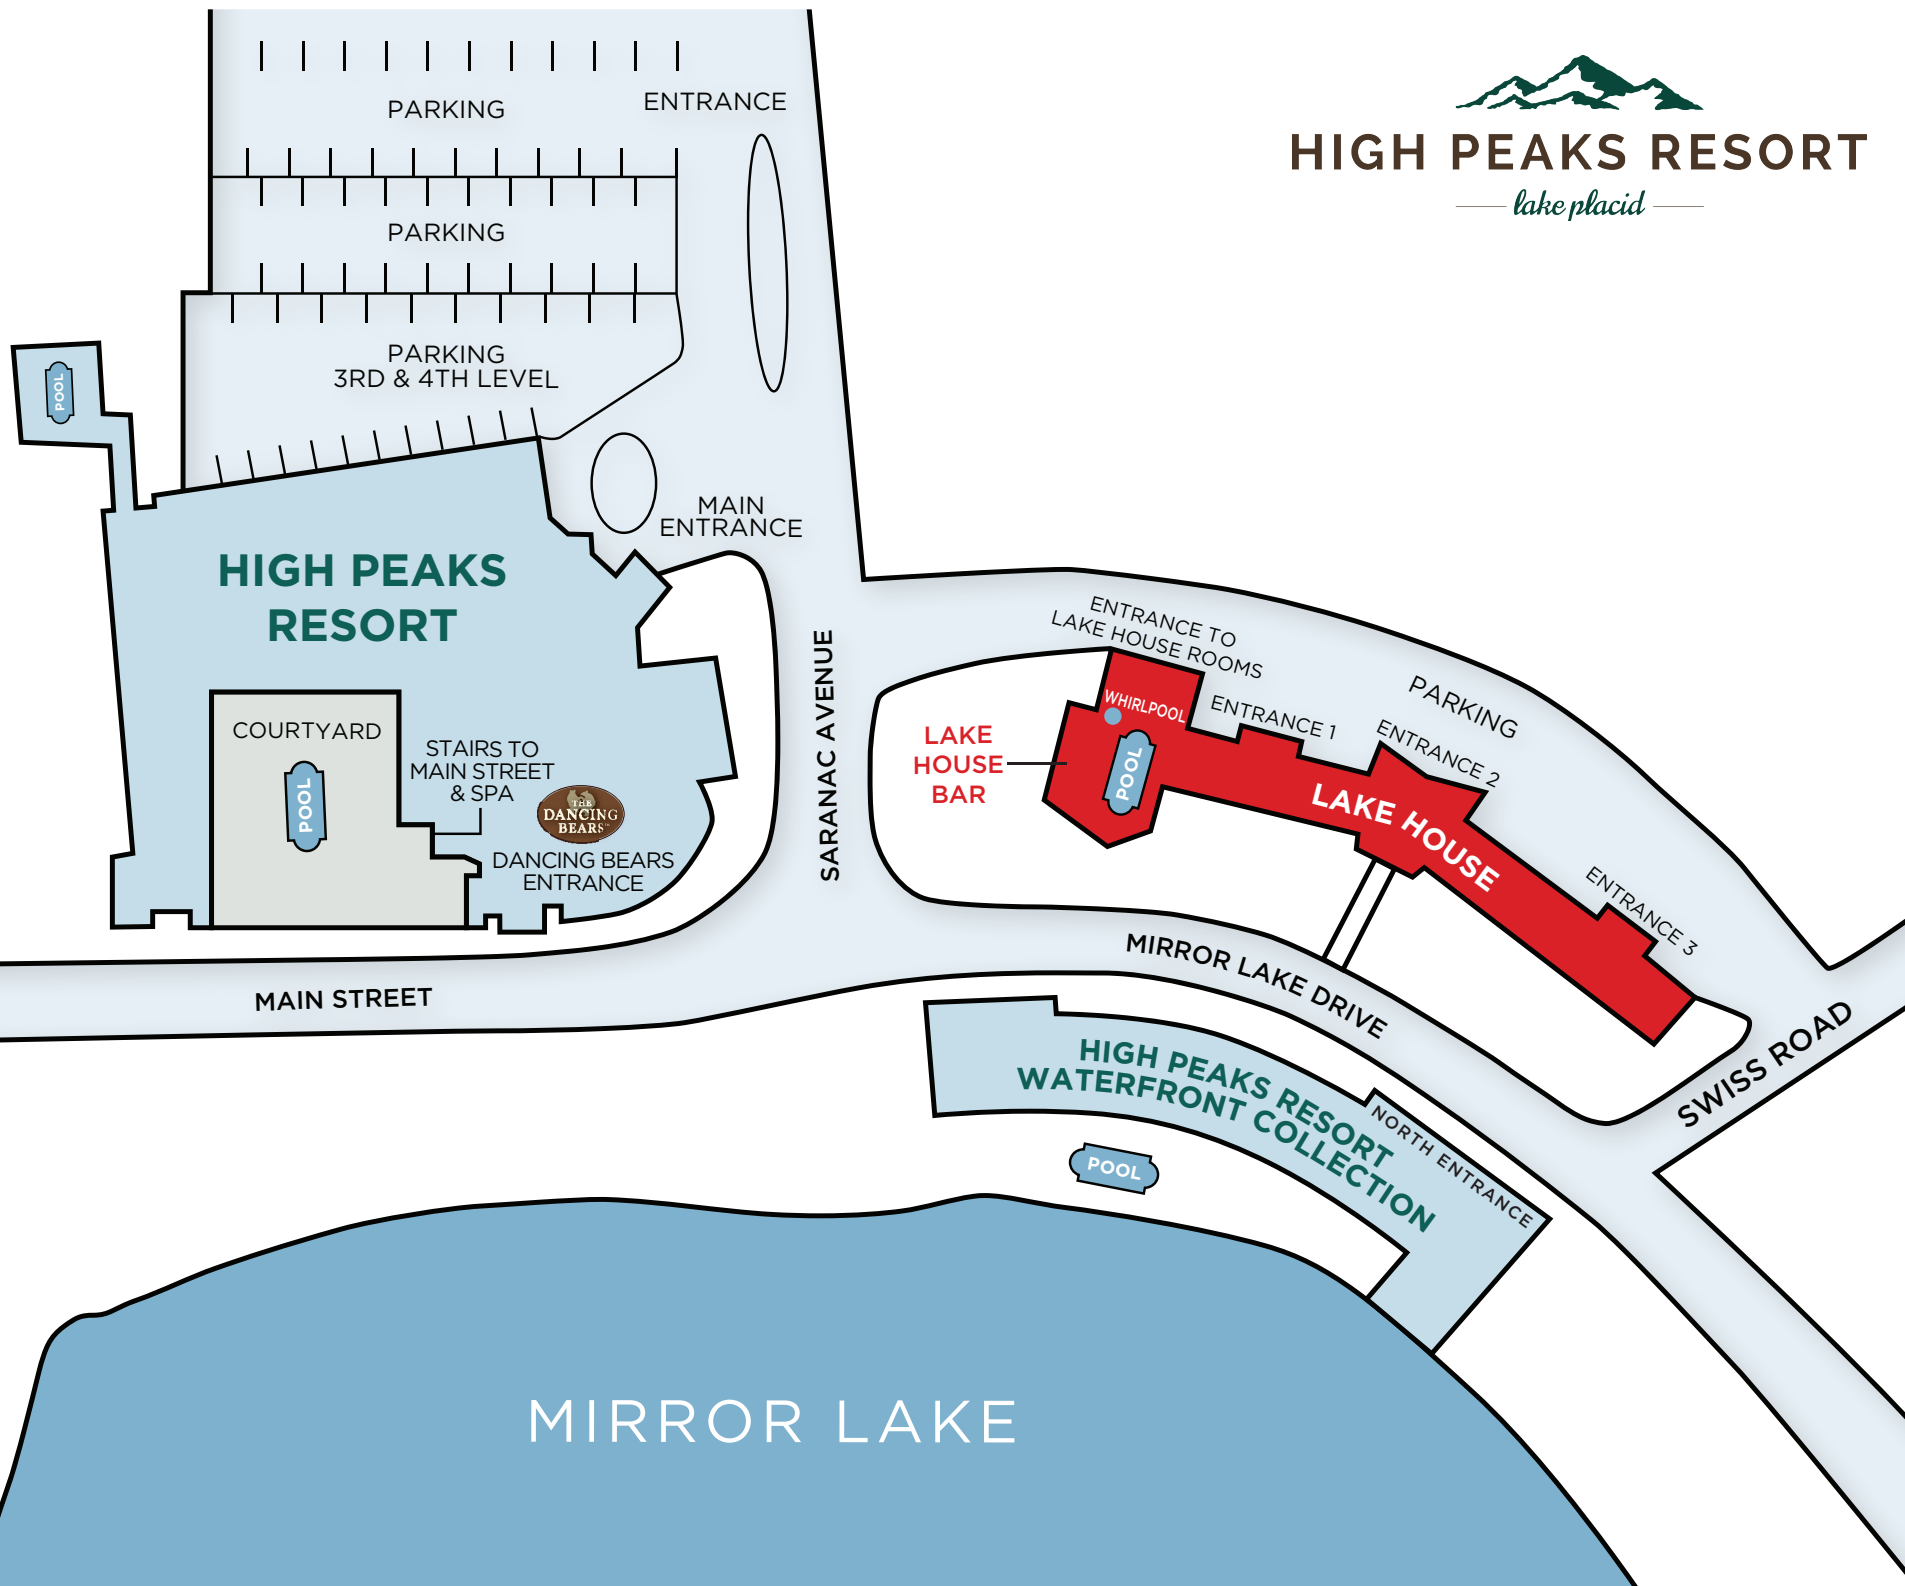 PARKING
ENTRANCE
HIGH PEAKS RESORT
lake placid
PARKING
PARKING
3RD & 4TH LEVEL
POOL
MAIN
ENTRANCE
HIGH PEAKS
RESORT
COURTYARD
POOL
STAIRS TO
MAIN STREET
& SPA
THE
DANCING
BEARS
DANCING BEARS
ENTRANCE
SARANAC AVENUE
MAIN STREET
ENTRANCE TO
LAKE HOUSE ROOMS
WHIRLPOOL
POOL
LAKE
HOUSE
BAR
ENTRANCE 1
PARKING
ENTRANCE 2
LAKE HOUSE
ENTRANCE 3
MIRROR LAKE DRIVE
SWISS ROAD
HIGH PEAKS RESORT
WATERFRONT COLLECTION
NORTH ENTRANCE
POOL
MIRROR LAKE